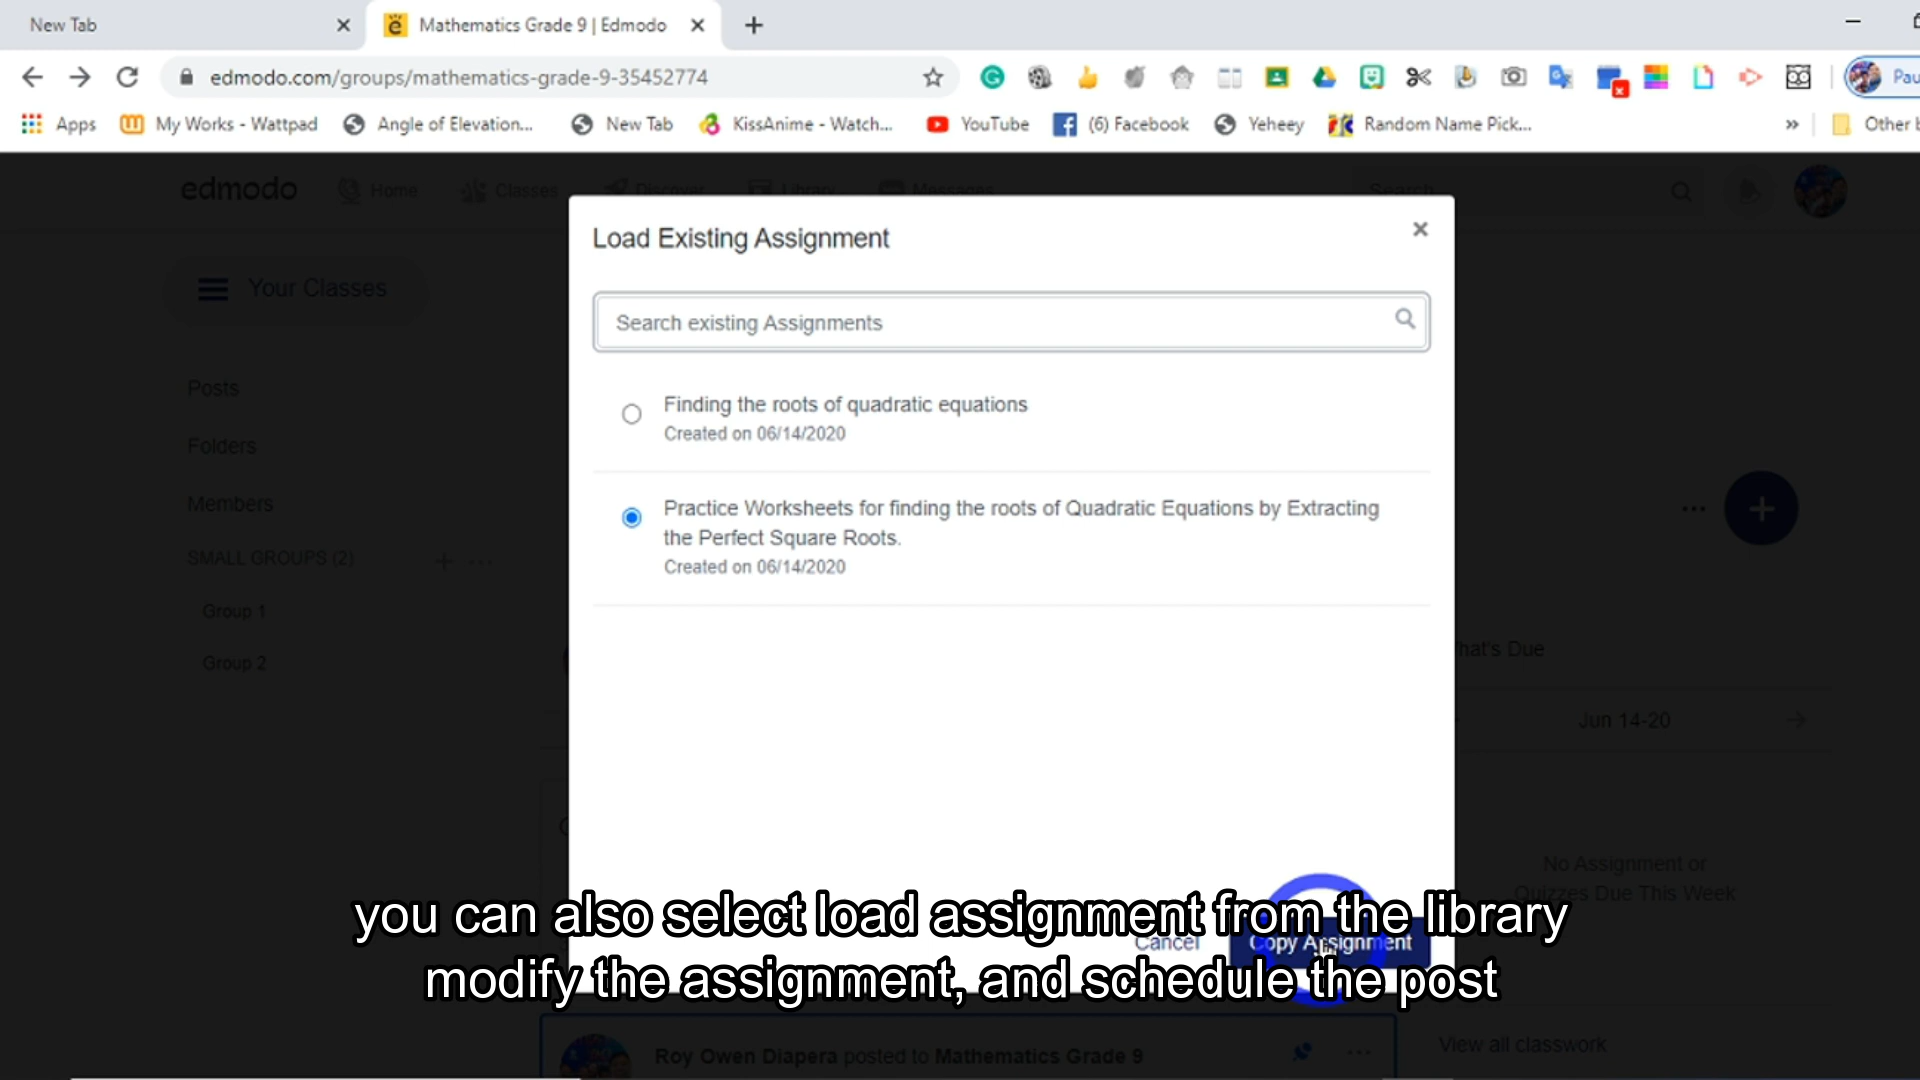 New Tab
Mathematics Grade 9 | Edmodo
edmodo.com/groups/mathematics-grade-9-35452774
Pau
Apps
My Works - Wattpad
Angle of Elevation...
New Tab
KissAnime - Watch...
YouTube
(6) Facebook
Yeheey
Random Name Pick...
»
Other
edmodo
Home
Classes
Discover
Library
Messages
Search
Load Existing Assignment
Your Classes
Search existing Assignments
Posts
Folders
Members
SMALL GROUPS (2)
Group 1
Group 2
Finding the roots of quadratic equations
Created on 06/14/2020
Practice Worksheets for finding the roots of Quadratic Equations by Extracting
the Perfect Square Roots.
Created on 06/14/2020
hat's Due
Jun 14-20
No Assignment or
Quizzes Due This Week
Cancel
Copy Assignment
you can also select load assignment from the library
modify the assignment, and schedule the post
Roy Owen Diapera posted to Mathematics Grade 9
View all classwork